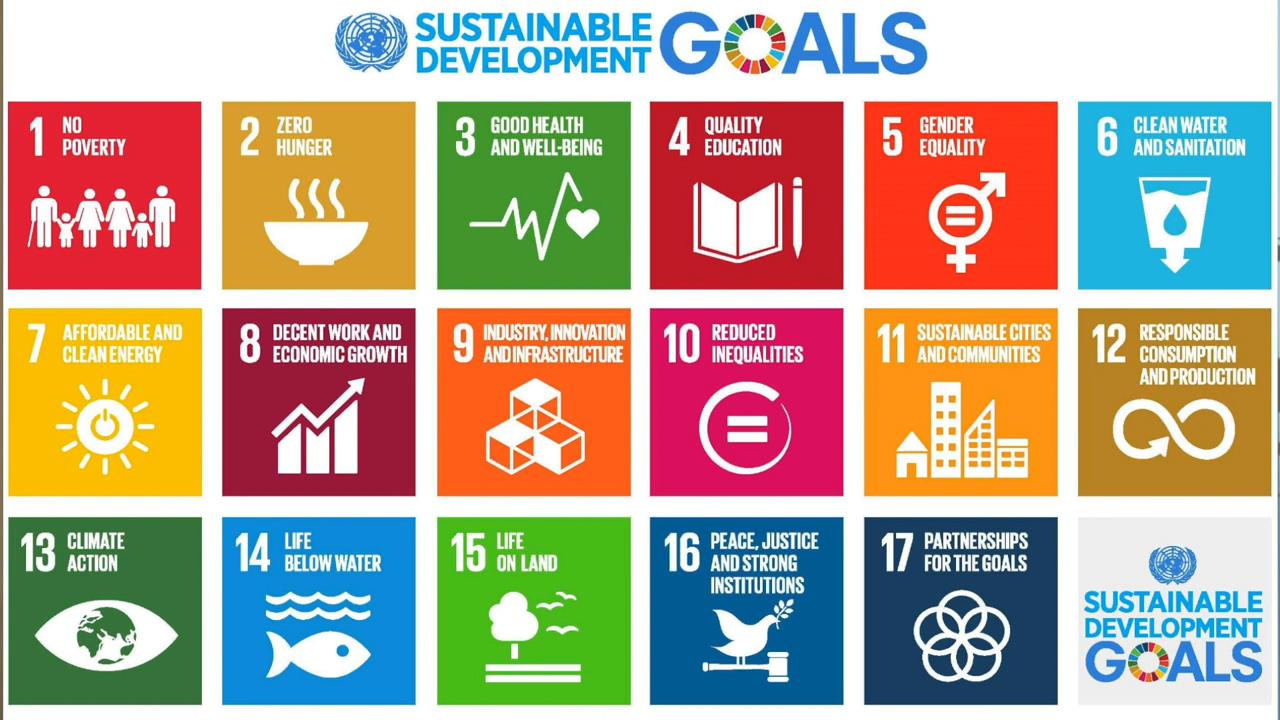 SUSTAINABLE
DEVELOPMENT
GOALS
1 NO
POVERTY
2 ZERO
HUNGER
3 GOOD HEALTH
AND WELL-BEING
4 QUALITY
EDUCATION
5 GENDER
EQUALITY
6 CLEAN WATER
AND SANITATION
7 AFFORDABLE AND
CLEAN ENERGY
8 DECENT WORK AND
ECONOMIC GROWTH
9 INDUSTRY, INNOVATION
AND INFRASTRUCTURE
10 REDUCED
INEQUALITIES
11 SUSTAINABLE CITIES
AND COMMUNITIES
12 RESPONSIBLE
CONSUMPTION
AND PRODUCTION
13 CLIMATE
ACTION
14 LIFE
BELOW WATER
15 LIFE
ON LAND
16 PEACE, JUSTICE
AND STRONG
INSTITUTIONS
17 PARTNERSHIPS
FOR THE GOALS
SUSTAINABLE
DEVELOPMENT
GOALS